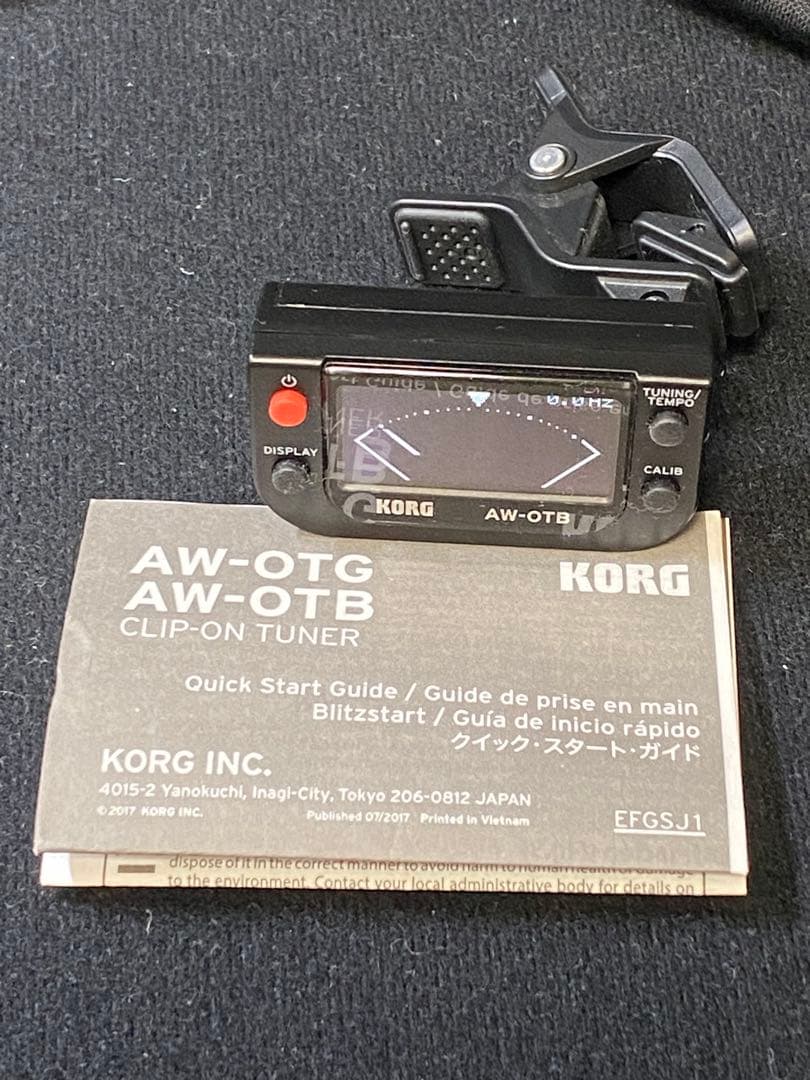 0.0Hz
TUNING/
TEMPO
DISPLAY
CALIB
KORG
AW-OTB
AW-OTG
AW-OTB
KORG
CLIP-ON TUNER
Quick Start Guide / Guide de prise en main
Blitzstart / Guía de inicio rápido
クイック・スタート・ガイド
KORG INC.
4015-2 Yanokuchi, Inagi-City, Tokyo 206-0812 JAPAN
©2017 KORG INC.
Published 07/2017 Printed in Vietnam
EFGSJ1
dispose of it in the correct manner to avoid harm to human health or damage
to the environment. Contact your local administrative body for details on